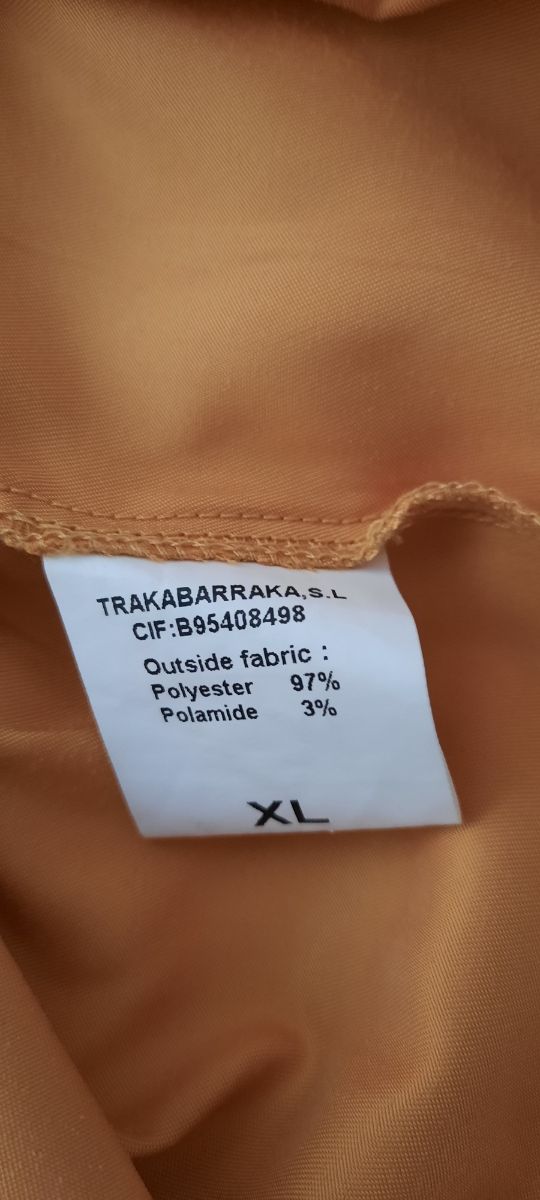 TRAKABARRAKA,S.L
CIF:B95408498
Outside fabric :
Polyester 97%
Polamide 3%
XL